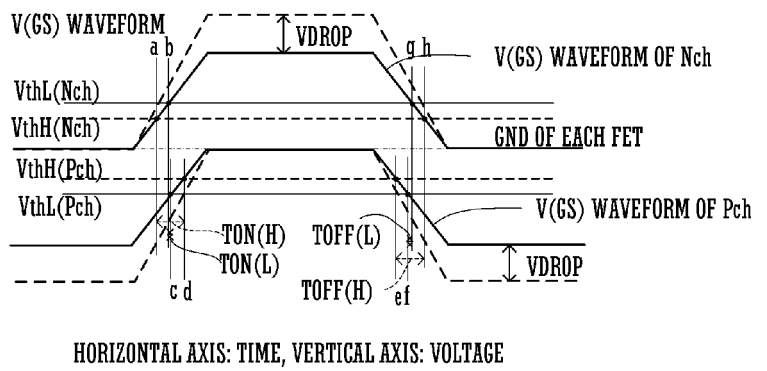 V(GS) WAVEFORM
VDROP
a b
g h
V(GS) WAVEFORM OF Nch
VthL(Nch)
VthH(Nch)
GND OF EACH FET
VthH(Pch)
VthL(Pch)
V(GS) WAVEFORM OF Pch
TON(H)
TOFF(L)
TON(L)
VDROP
c d
TOFF(H)
ef
HORIZONTAL AXIS: TIME, VERTICAL AXIS: VOLTAGE